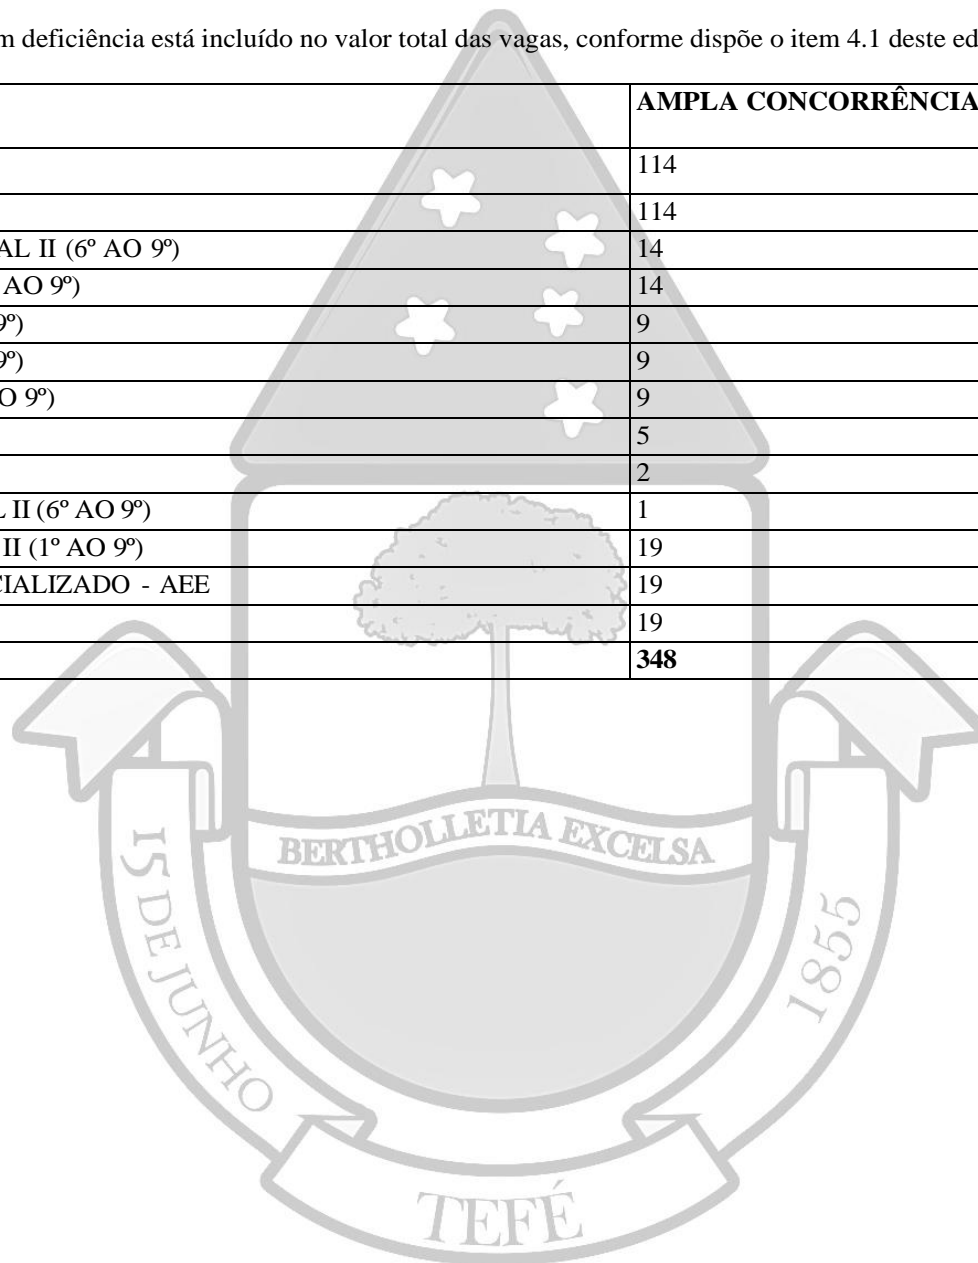 m deficiência está incluído no valor total das vagas, conforme dispõe o item 4.1 deste ed
AMPLA CONCORRÊNCIA
114
114
AL II (6º AO 9º) 14
AO 9º) 14
9º) 9
9º) 9
O 9º) 9
5
2
L II (6º AO 9º) 1
II (1º AO 9º) 19
CIALIZADO - AEE 19
19
348
BERTHOLLETIA EXCELSA
15 DE JUNHO
1855
TEFÉ